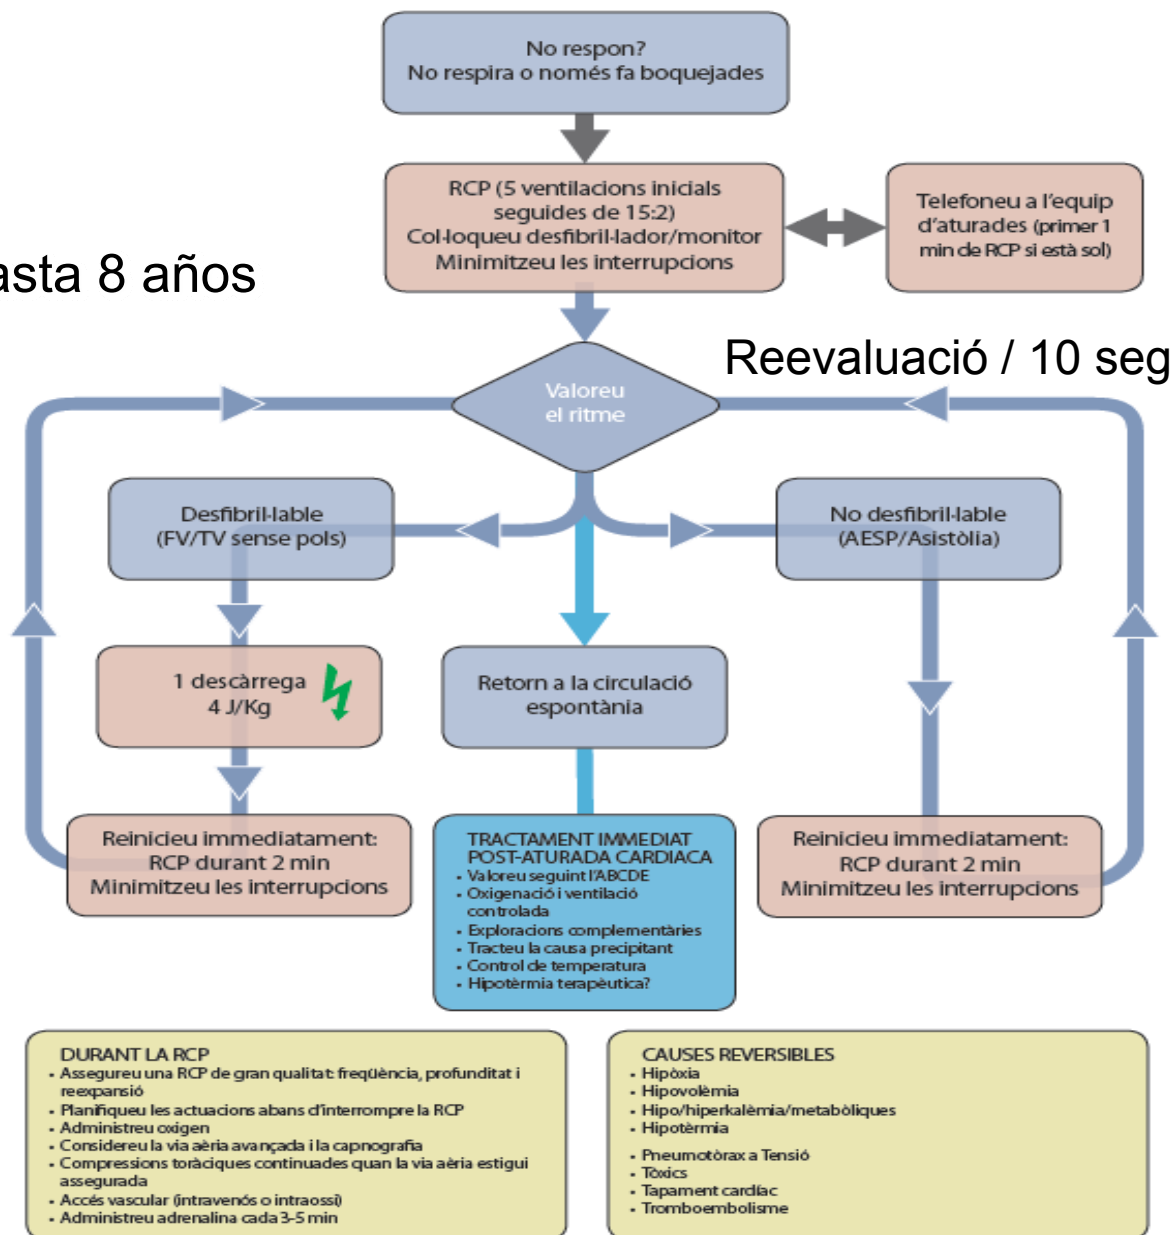 No respon?
No respira o només fa boquejades
RCP (5 ventilacions inicials
seguides de 15:2)
Col·loqueu desfibril·lador/monitor
Minimitzeu les interrupcions
Telefoneu a l'equip
d'aturades (primer 1
min de RCP si està sol)
asta 8 años
Reevaluació / 10 seg
Valoreu
el ritme
Desfibril·lable
(FV/TV sense pols)
No desfibril·lable
(AESP/Asistòlia)
1 descàrrega
4 J/Kg
Retorn a la circulació
espontània
Reinicieu immediatament:
RCP durant 2 min
Minimitzeu les interrupcions
TRACTAMENT IMMEDIAT
POST-ATURADA CARDIACA
• Valoreu seguint l'ABCDE
• Oxigenació i ventilació
controlada
• Exploracions complementàries
• Tracteu la causa precipitant
• Control de temperatura
• Hipotèrmia terapèutica?
Reinicieu immediatament:
RCP durant 2 min
Minimitzeu les interrupcions
DURANT LA RCP
• Assegureu una RCP de gran qualitat: freqüència, profunditat i
reexpansió
• Planifiqueu les actuacions abans d'interrompre la RCP
• Administreu oxigen
• Considereu la via aèria avançada i la capnografia
• Compressions toràciques continuades quan la via aèria estigui
assegurada
• Accés vascular (intravenós o intraossi)
• Administreu adrenalina cada 3-5 min
CAUSES REVERSIBLES
• Hipòxia
• Hipovolèmia
• Hipo/hiperkalèmia/metabòliques
• Hipotèrmia
• Pneumotòrax a Tensió
• Tòxics
• Tapament cardíac
• Tromboembolisme